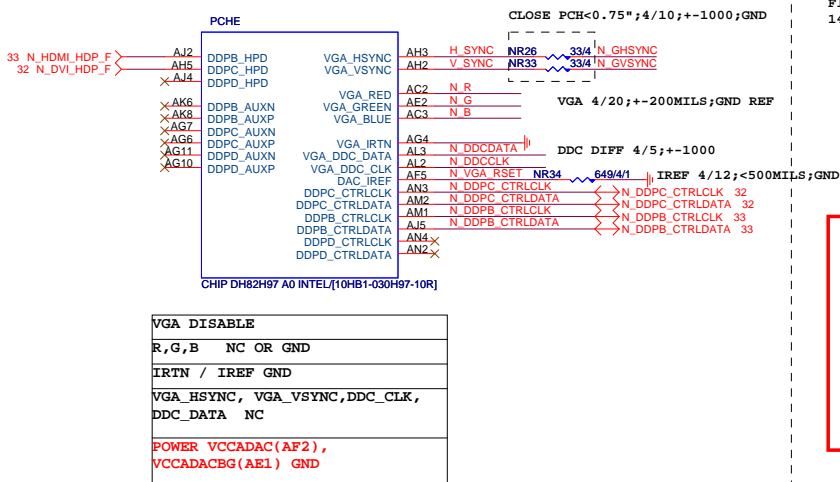 PCHE
CLOSE PCH<0.75";4/10;+-1000;GND
33 N_HDMI_HDP_F
32 N_DVI_HDP_F
AJ2
AH5
AJ4
AK6
AK8
AG7
AG6
AG11
AG10
DDPB_HPD
DDPC_HPD
DDPD_HPD
DDPB_AUXN
DDPB_AUXP
DDPC_AUXN
DDPC_AUXP
DDPD_AUXN
DDPD_AUXP
VGA_HSYNC AH3 H_SYNC NR26 33/4 N_GHSYNC
VGA_VSYNC AH2 V_SYNC NR33 33/4 N_GVSYNC
VGA_RED AC2 N_R
VGA_GREEN AE2 N_G
VGA_BLUE AC3 N_B
VGA 4/20;+-200MILS;GND REF
VGA_IRTN AG4
VGA_DDC_DATA AL3 N_DDCDATA
VGA_DDC_CLK AL2 N_DDCCLK
DDC DIFF 4/5;+-1000
DAC_IREF AF5 N_VGA_RSET NR34 649/4/1 IREF 4/12;<500MILS;GND
DDPC_CTRLCLK AN3 N_DDPC_CTRLCLK N_DDPC_CTRLCLK 32
DDPC_CTRLDATA AM2 N_DDPC_CTRLDATA N_DDPC_CTRLDATA 32
DDPB_CTRLCLK AM1 N_DDPB_CTRLCLK N_DDPB_CTRLCLK 33
DDPB_CTRLDATA AJ5 N_DDPB_CTRLDATA N_DDPB_CTRLDATA 33
DDPD_CTRLCLK AN4
DDPD_CTRLDATA AN2
CHIP DH82H97 A0 INTEL/[10HB1-030H97-10R]
VGA DISABLE
R,G,B NC OR GND
IRTN / IREF GND
VGA_HSYNC, VGA_VSYNC,DDC_CLK,
DDC_DATA NC
POWER VCCADAC(AF2),
VCCADACBG(AE1) GND